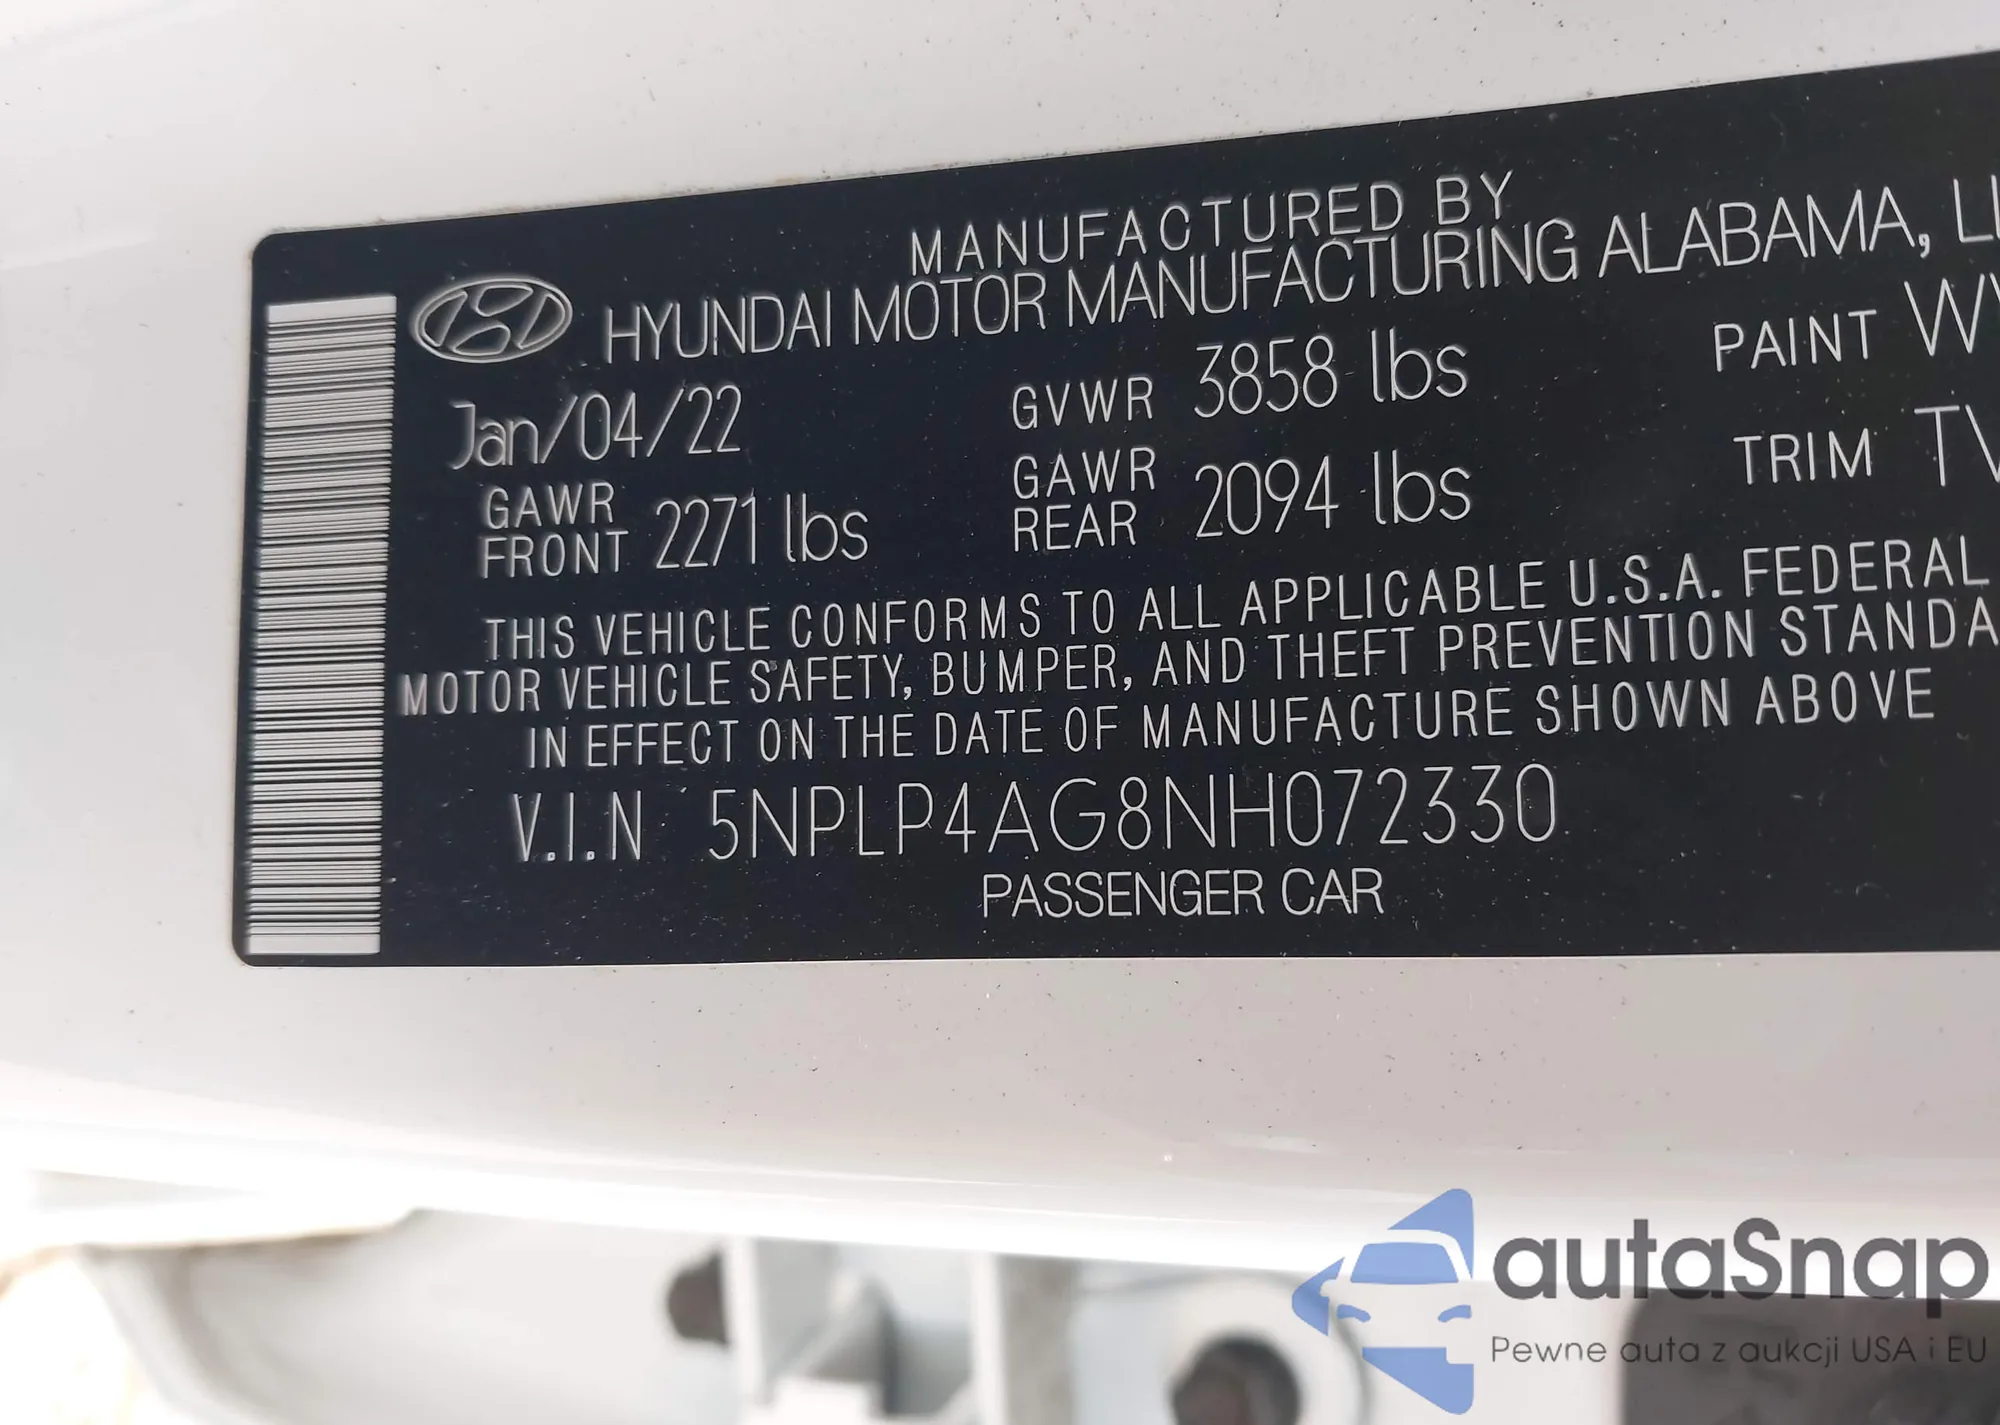 MANUFACTURED BY
HYUNDAI MOTOR MANUFACTURING ALABAMA,
Jan/04/22 GVWR 3858 lbs PAINT
GAWR FRONT 2271 lbs GAWR REAR 2094 lbs TRIM
THIS VEHICLE CONFORMS TO ALL APPLICABLE U.S.A. FEDERAL
MOTOR VEHICLE SAFETY, BUMPER, AND THEFT PREVENTION STANDA
IN EFFECT ON THE DATE OF MANUFACTURE SHOWN ABOVE
V.I.N 5NPLP4AG8NH072330
PASSENGER CAR
autaSnap
Pewne auta z aukcji USA i EU